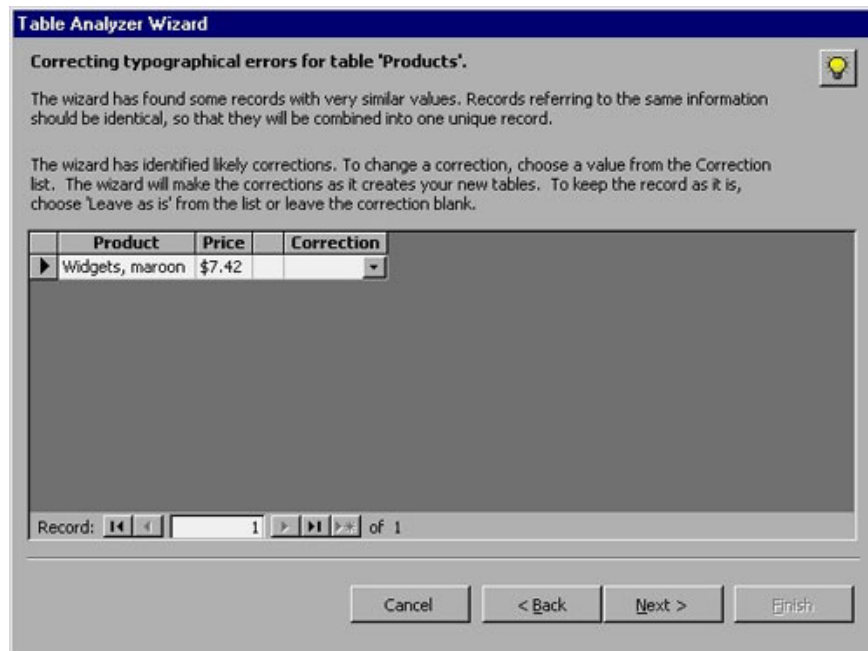 Table Analyzer Wizard
Correcting typographical errors for table 'Products'.
The wizard has found some records with very similar values. Records referring to the same information
should be identical, so that they will be combined into one unique record.
The wizard has identified likely corrections. To change a correction, choose a value from the Correction
list. The wizard will make the corrections as it creates your new tables. To keep the record as it is,
choose 'Leave as is' from the list or leave the correction blank.
Product Price Correction
Widgets, maroon $7.42
Record: 1 of 1
Cancel < Back Next > Finish